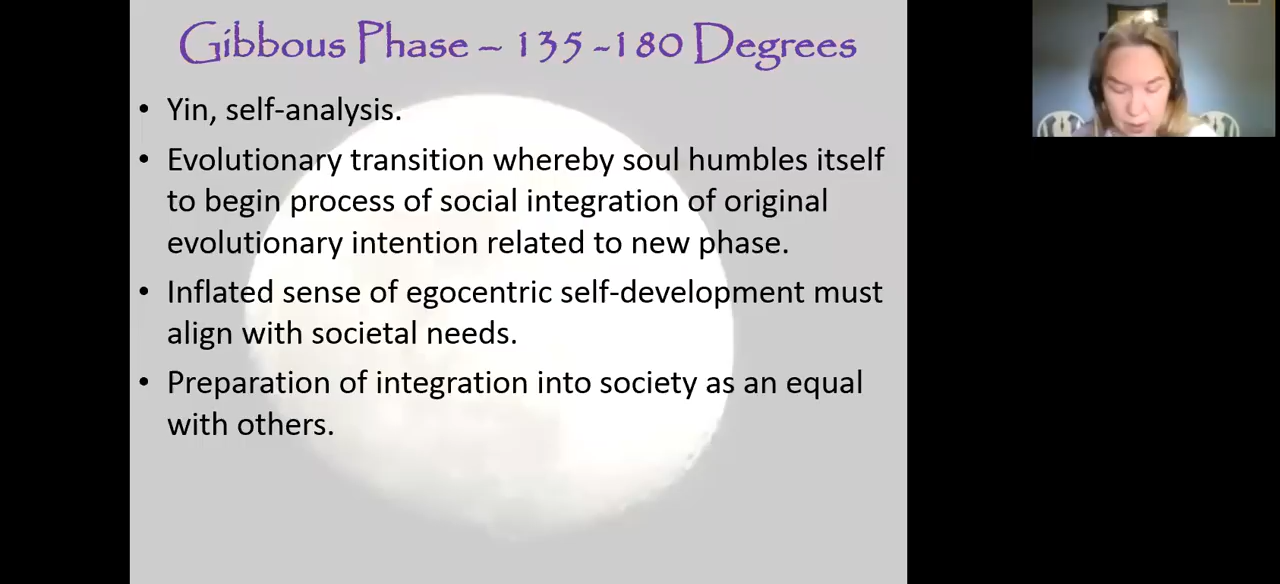 Gibbous Phase – 135 -180 Degrees
• Yin, self-analysis.
• Evolutionary transition whereby soul humbles itself
to begin process of social integration of original
evolutionary intention related to new phase.
• Inflated sense of egocentric self-development must
align with societal needs.
• Preparation of integration into society as an equal
with others.